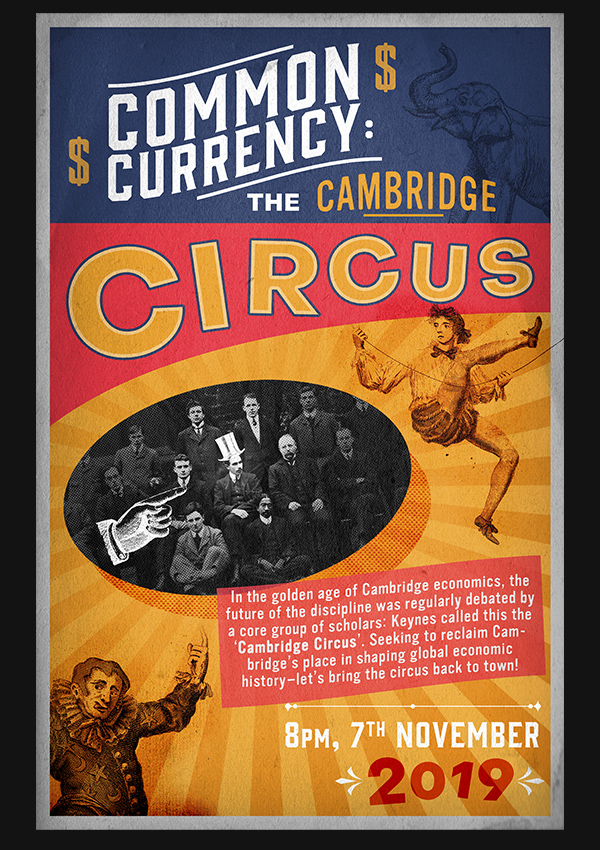 $
COMMON
$
CURRENCY:
THE CAMBRIDGE
CIRCUS
In the golden age of Cambridge economics, the
future of the discipline was regularly debated by
a core group of scholars: Keynes called this the
‘Cambridge Circus’. Seeking to reclaim Cam-
bridge's place in shaping global economic
history–let's bring the circus back to town!
8PM, 7TH NOVEMBER
2019